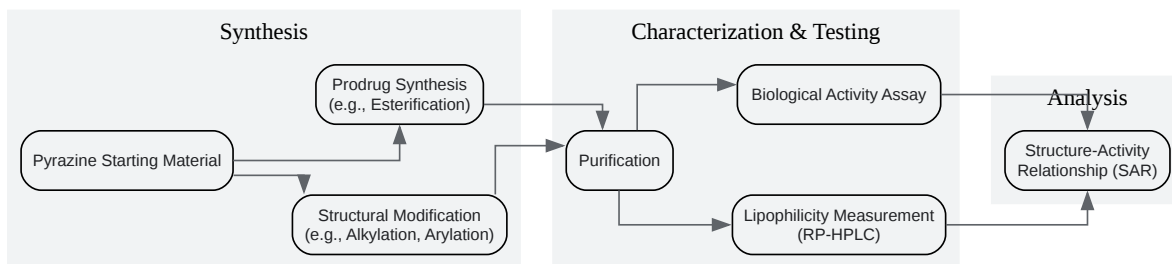 Synthesis
Characterization & Testing
Analysis
Prodrug Synthesis
(e.g., Esterification)
Pyrazine Starting Material
Structural Modification
(e.g., Alkylation, Arylation)
Purification
Biological Activity Assay
Lipophilicity Measurement
(RP-HPLC)
Structure-Activity
Relationship (SAR)